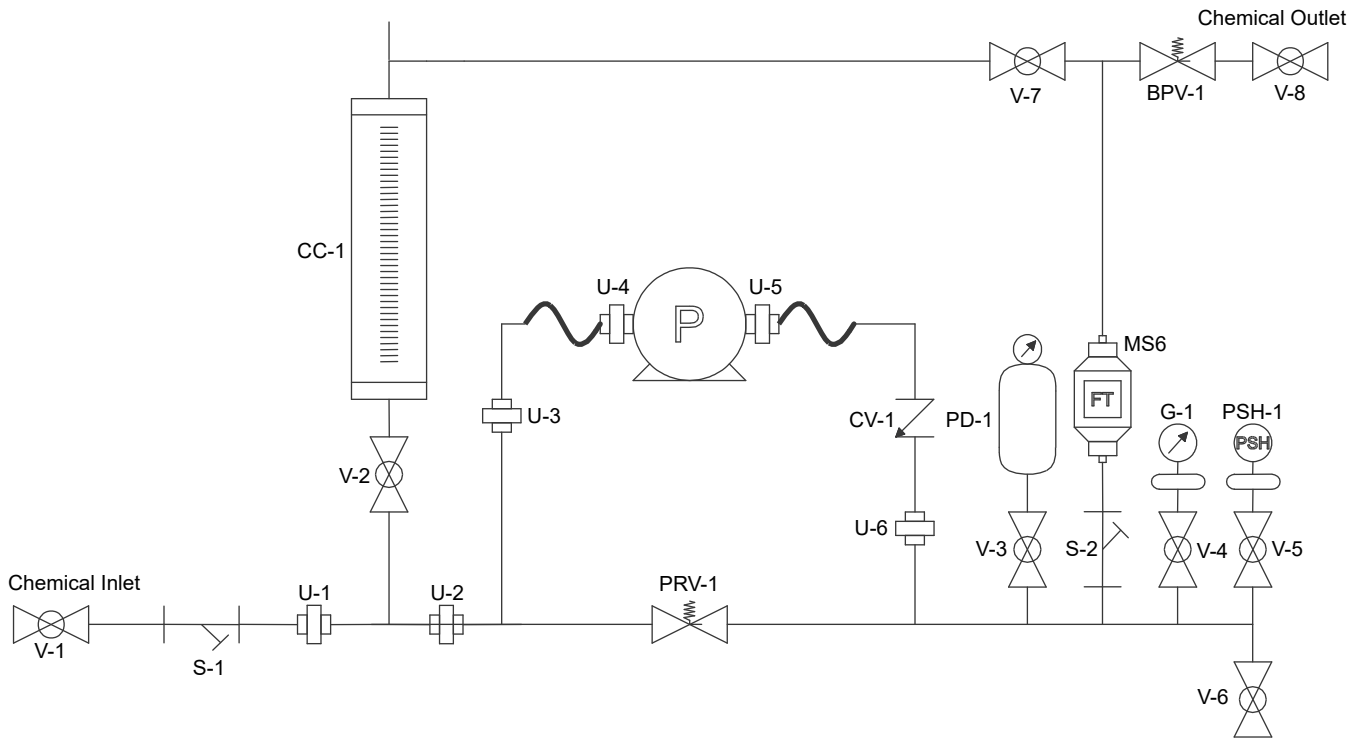 Chemical Outlet
V-7
BPV-1
V-8
CC-1
U-4
U-5
P
MS6
FT
U-3
CV-1
PD-1
G-1
PSH-1
PSH
V-2
U-6
V-3
S-2
V-4
V-5
Chemical Inlet
U-1
U-2
PRV-1
V-1
S-1
V-6